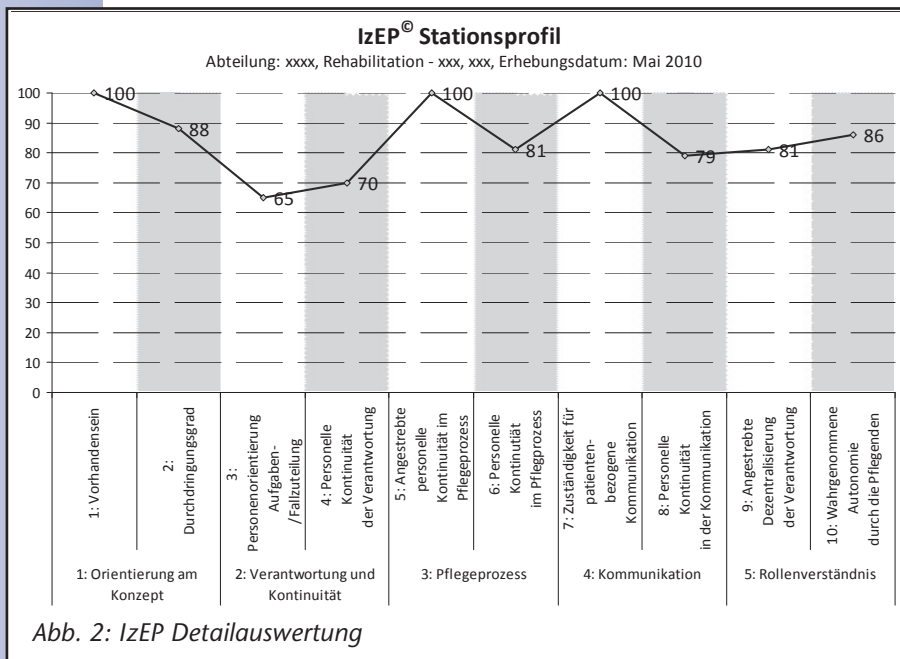 IzEP© Stationsprofil
Abteilung: xxxx, Rehabilitation - xxx, xxx, Erhebungsdatum: Mai 2010
100
90
80
70
60
50
40
30
20
10
0
100
88
65
70
100
81
100
79
81
86
1: Vorhandensein
2:
Durchdringungsgrad
3:
Personenorientierung
Aufgaben-
/Fallzuteilung
4: Personelle
Kontinuität
der Verantwortung
5: Angestrebte
personelle
Kontinuität im
Pflegeprozess
6: Personelle
Kontinutiät
im Pflegprozess
7: Zuständigkeit für
patienten-
bezogene
Kommunikation
8: Personelle
Kontinuität
in der Kommunikation
9: Angestrebte
Dezentralisierung
der Verantwortung
10: Wahrgenommene
Autonomie
durch die Pflegenden
1: Orientierung am
Konzept
2: Verantwortung und
Kontinuität
3: Pflegeprozess
4: Kommunikation
5: Rollenverständnis
Abb. 2: IzEP Detailauswertung